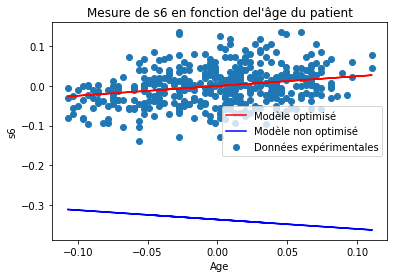 Mesure de s6 en fonction del'âge du patient
0.1
0.0
−0.1
−0.2
−0.3
s6
Modèle optimisé
Modèle non optimisé
Données expérimentales
−0.10
−0.05
0.00
0.05
0.10
Age